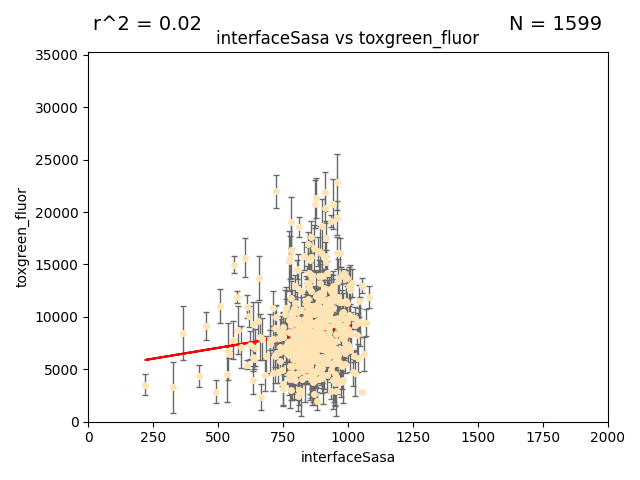 r^2 = 0.02
N = 1599
interfaceSasa vs toxgreen_fluor
35000
30000
25000
20000
15000
10000
5000
0
toxgreen_fluor
0 250 500 750 1000 1250 1500 1750 2000
interfaceSasa